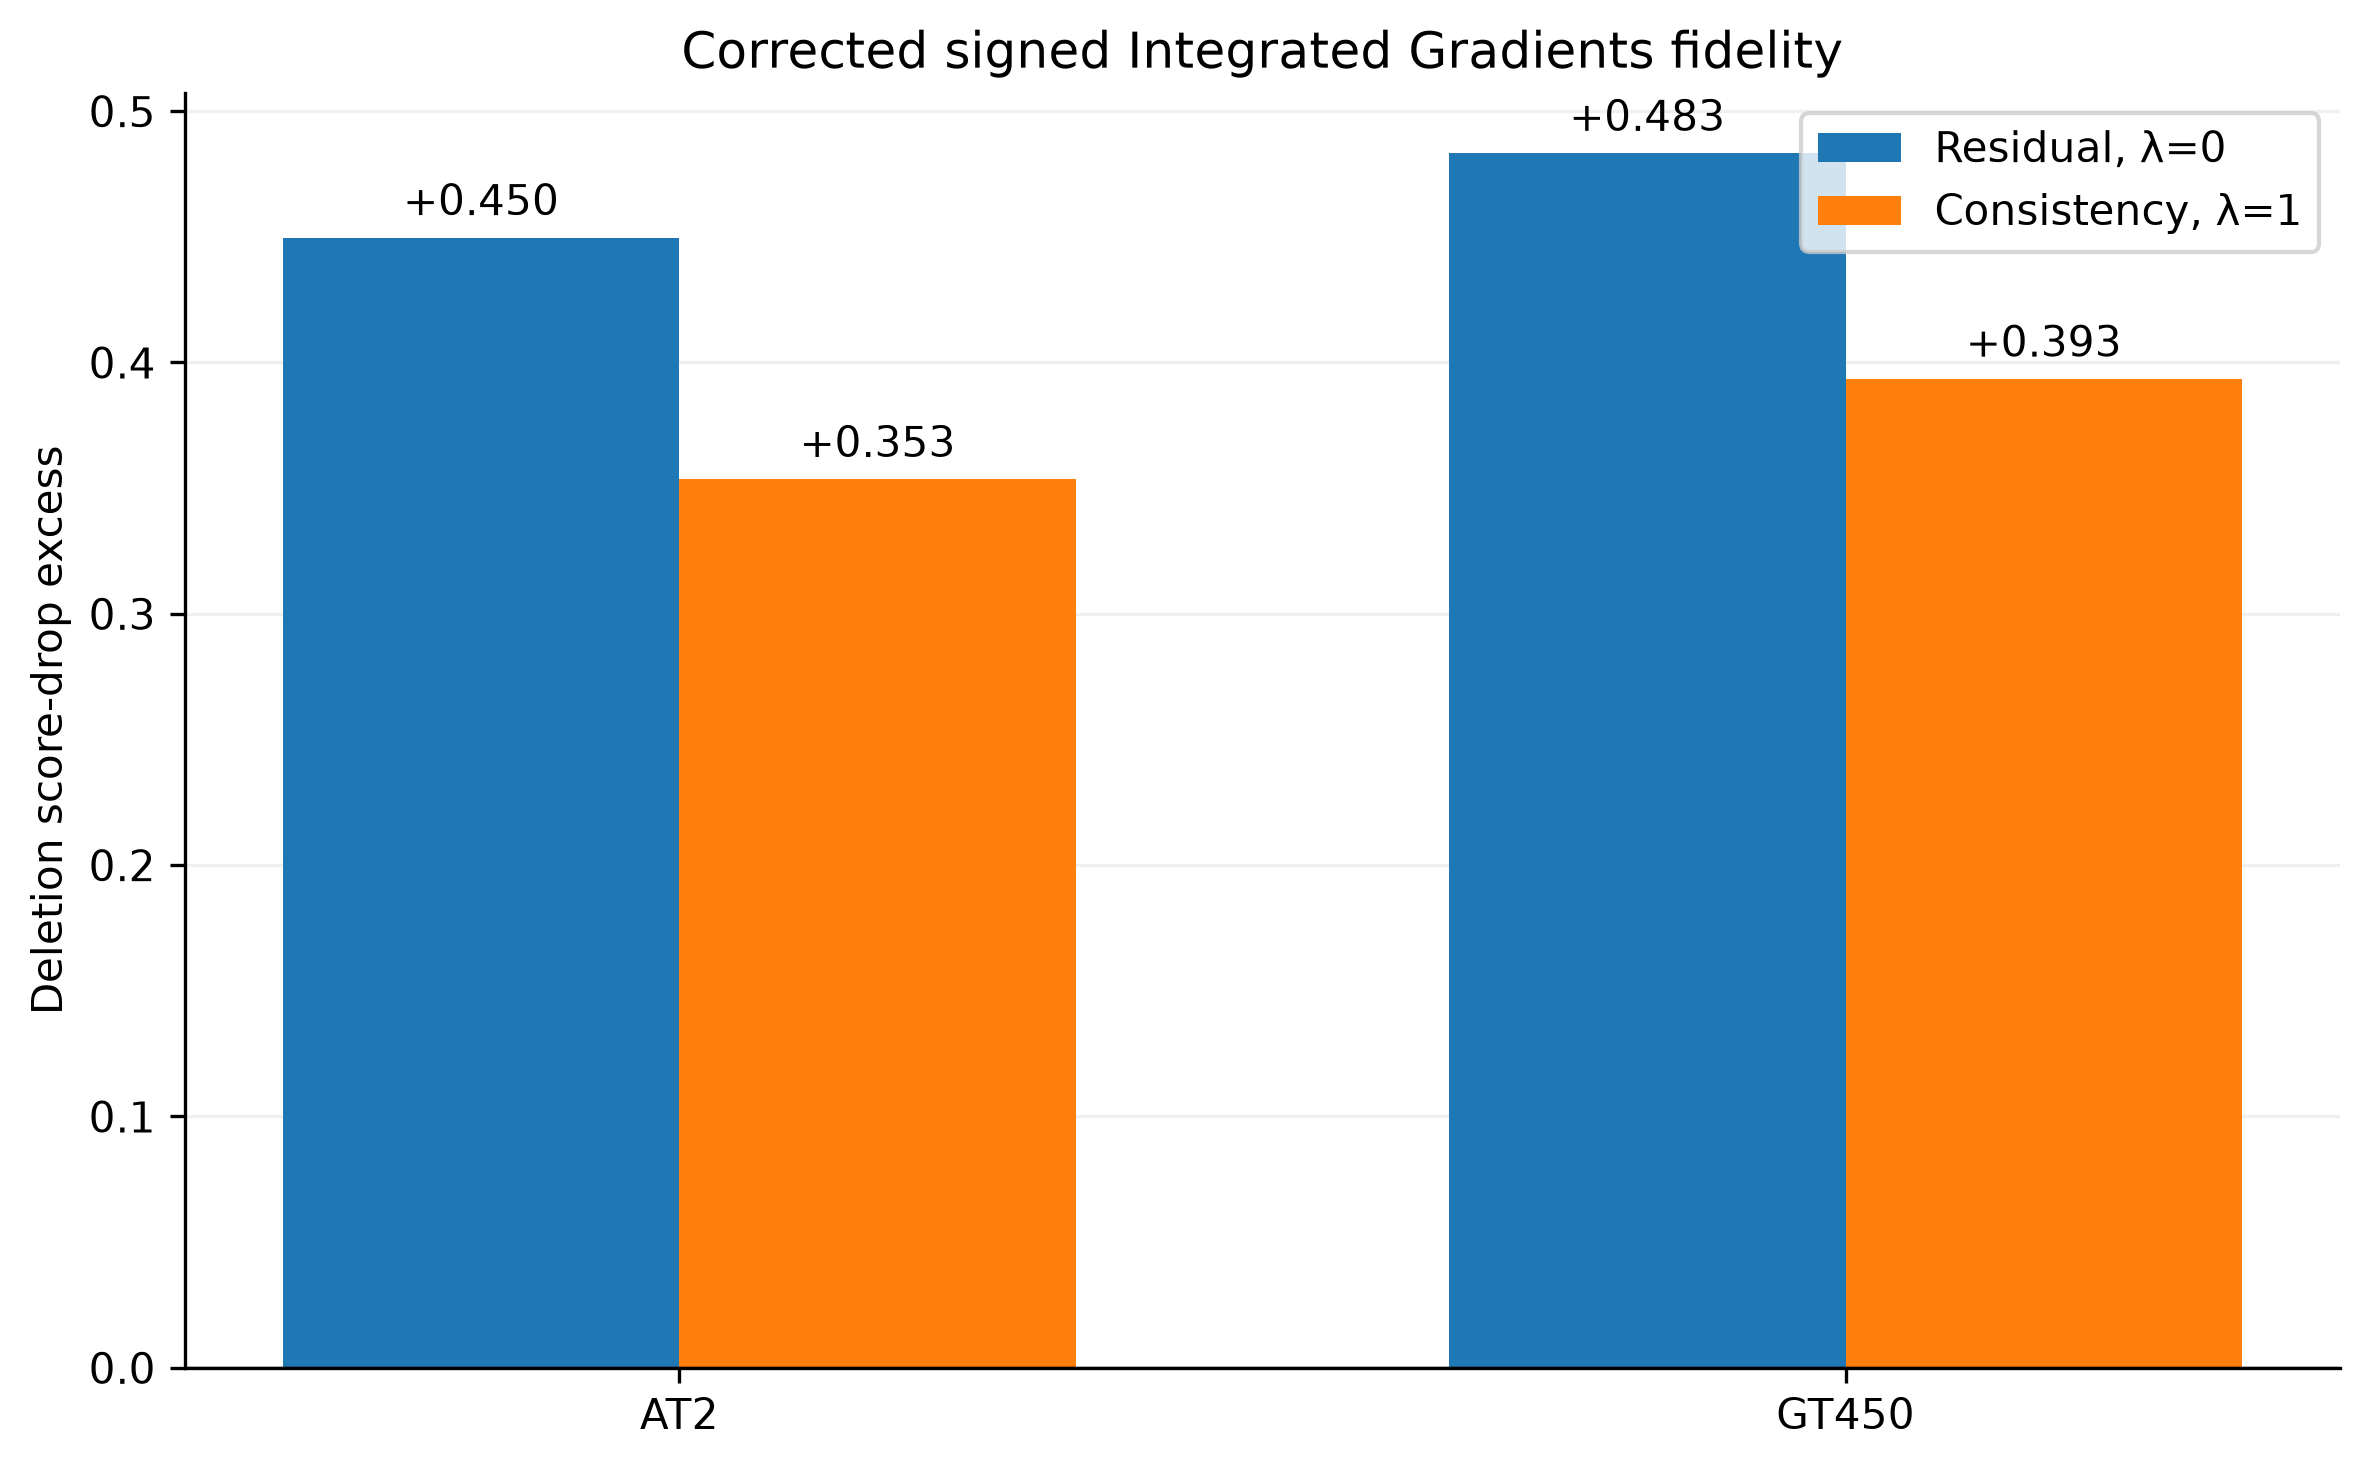 Corrected signed Integrated Gradients fidelity
Deletion score-drop excess
0.5
0.4
0.3
0.2
0.1
0.0
+0.450
+0.353
+0.483
+0.393
Residual, λ=0
Consistency, λ=1
AT2
GT450